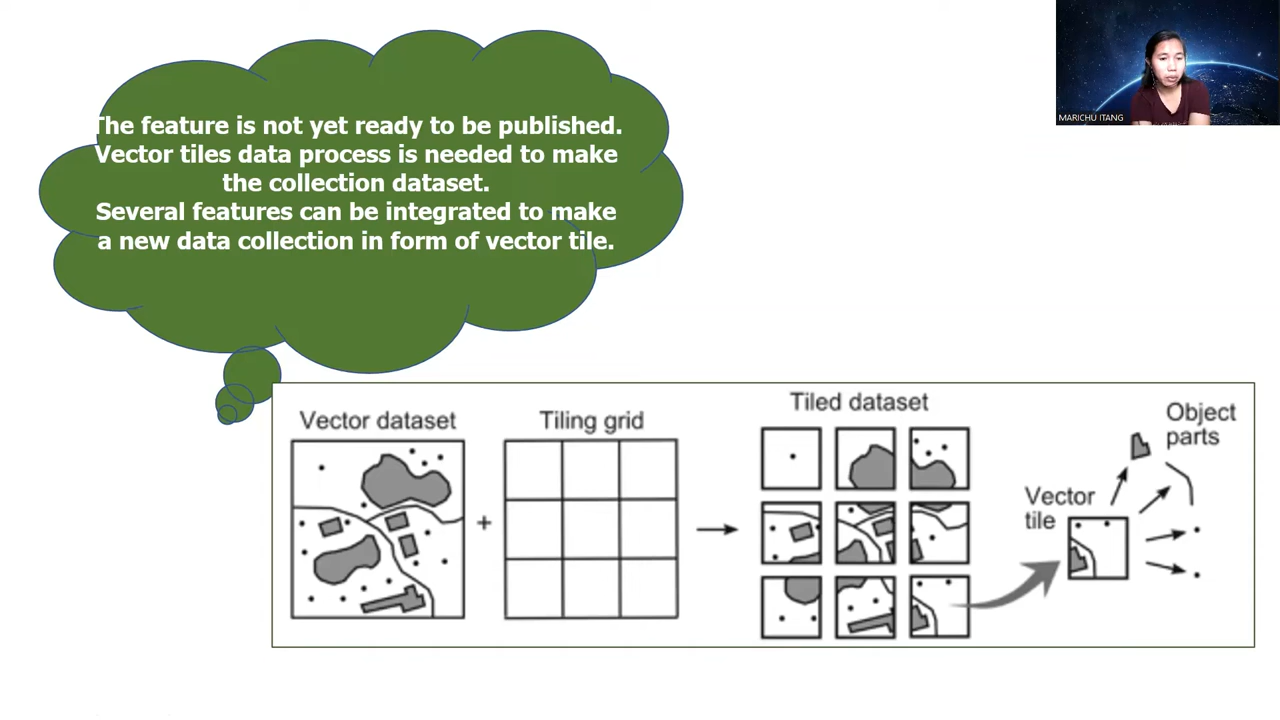 The feature is not yet ready to be published.
Vector tiles data process is needed to make
the collection dataset.
Several features can be integrated to make
a new data collection in form of vector tile.
MARICHU ITANG
Vector dataset
+
Tiling grid
Tiled dataset
Vector
tile
Object
parts